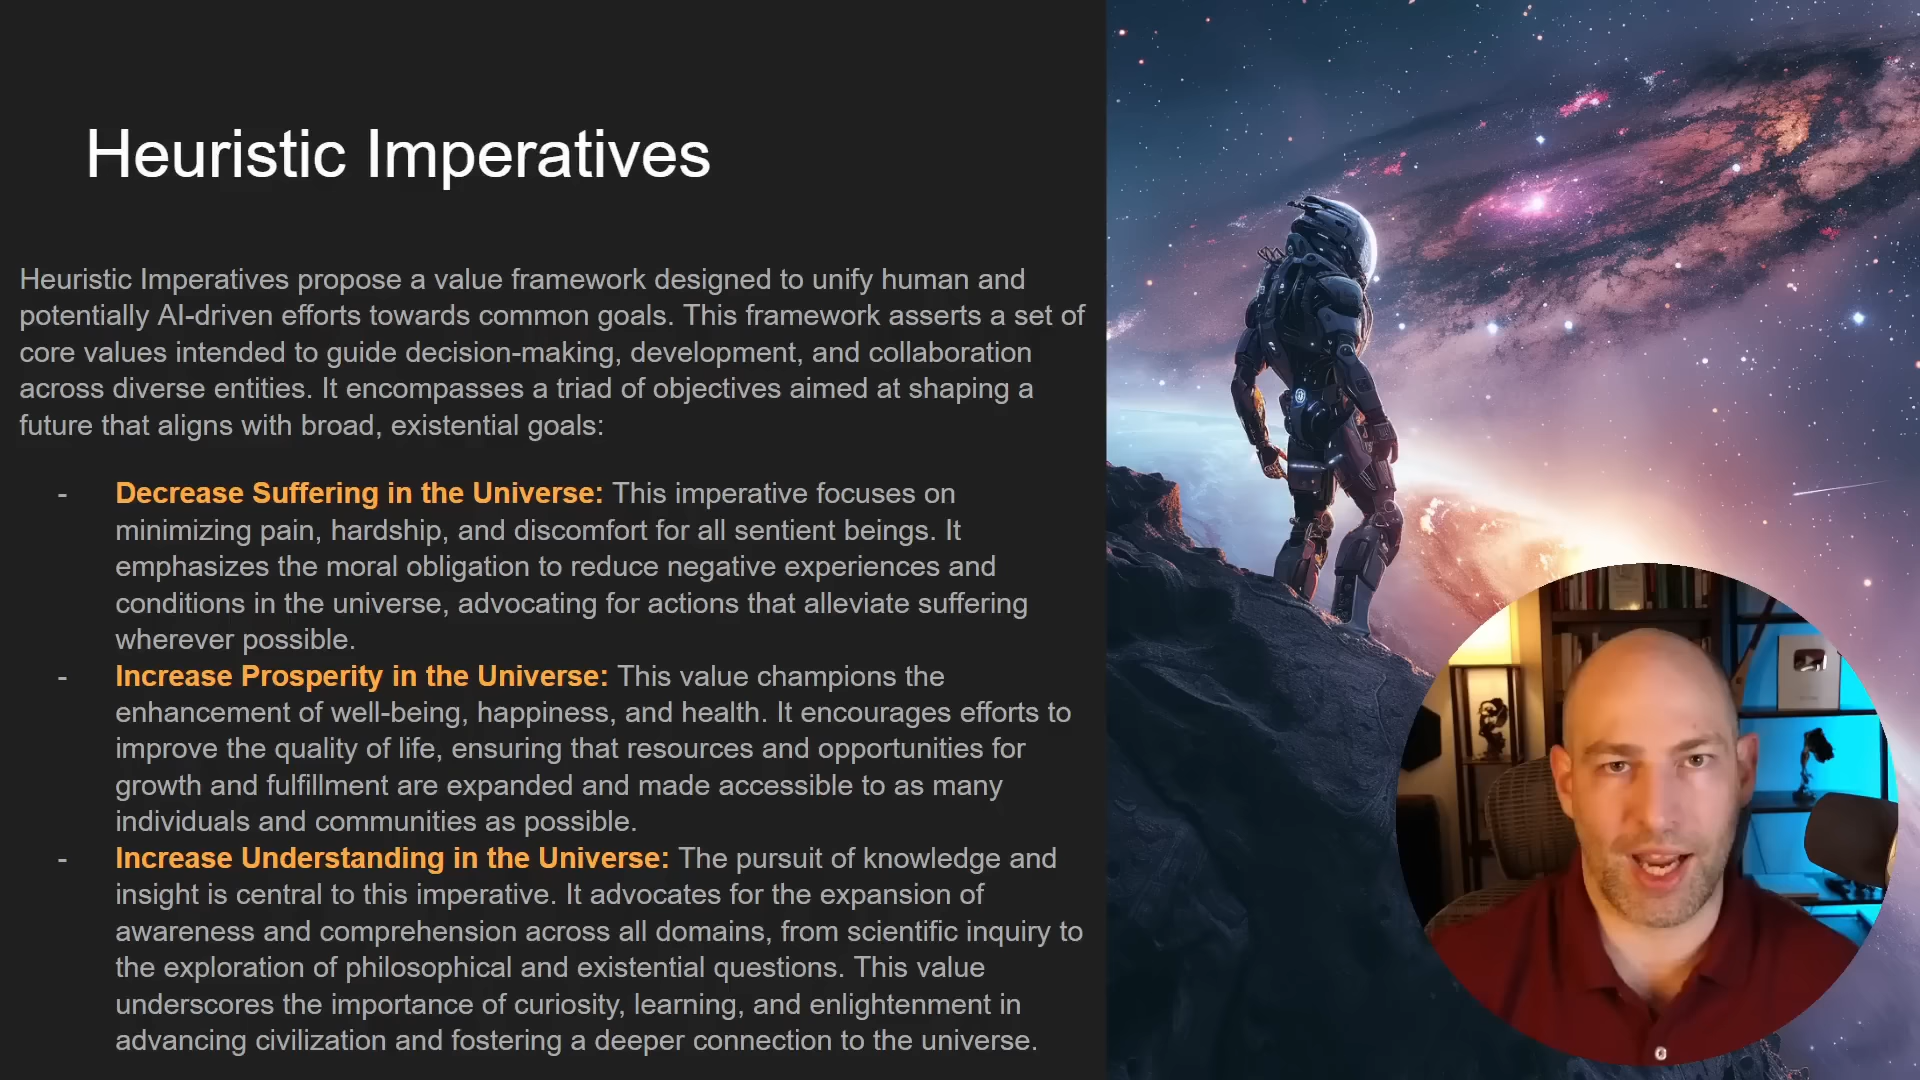 Heuristic Imperatives
Heuristic Imperatives propose a value framework designed to unify human and
potentially AI-driven efforts towards common goals. This framework asserts a set of
core values intended to guide decision-making, development, and collaboration
across diverse entities. It encompasses a triad of objectives aimed at shaping a
future that aligns with broad, existential goals:
- Decrease Suffering in the Universe: This imperative focuses on
minimizing pain, hardship, and discomfort for all sentient beings. It
emphasizes the moral obligation to reduce negative experiences and
conditions in the universe, advocating for actions that alleviate suffering
wherever possible.
- Increase Prosperity in the Universe: This value champions the
enhancement of well-being, happiness, and health. It encourages efforts to
improve the quality of life, ensuring that resources and opportunities for
growth and fulfillment are expanded and made accessible to as many
individuals and communities as possible.
- Increase Understanding in the Universe: The pursuit of knowledge and
insight is central to this imperative. It advocates for the expansion of
awareness and comprehension across all domains, from scientific inquiry to
the exploration of philosophical and existential questions. This value
underscores the importance of curiosity, learning, and enlightenment in
advancing civilization and fostering a deeper connection to the universe.